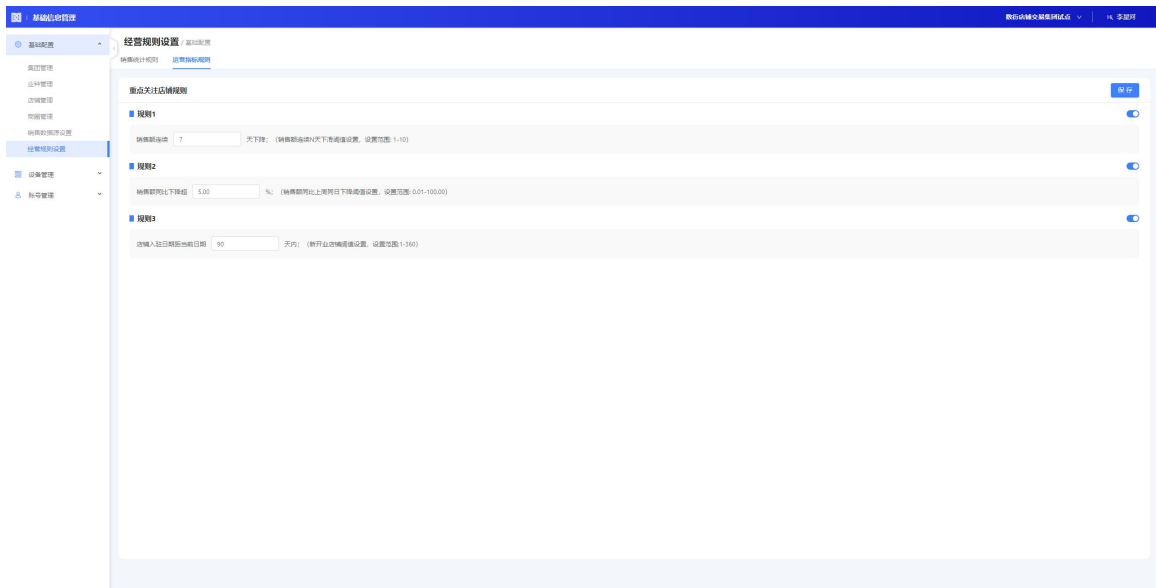 基础信息管理
数衍店铺交易集团试点
Hi, 李星河
基础配置
集团管理
业种管理
店铺管理
商圈管理
销售数据源设置
经营规则设置
设备管理
账号管理
经营规则设置 / 基础配置
销售统计规则 运营指标规则
重点关注店铺规则
保 存
规则1
销售额连续 7 天下降; (销售额连续N天下滑阈值设置, 设置范围: 1-10)
规则2
销售额同比下降超 5.00 %; (销售额同比上周同日下降阈值设置, 设置范围: 0.01-100.00)
规则3
店铺入驻日期距当前日期 90 天内; (新开业店铺阈值设置, 设置范围:1-360)